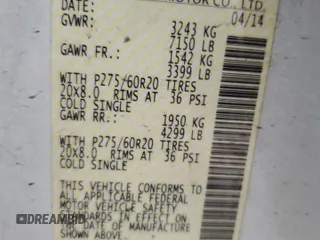 MOTOR CO., LTD.
DATE: 04/14
GVWR: 3243 KG
7150 LB
GAWR FR.: 1542 KG
3399 LB
WITH P275/60R20 TIRES
20X8.0 RIMS AT 36 PSI
COLD SINGLE
GAWR RR.: 1950 KG
4299 LB
WITH P275/60R20 TIRES
20X8.0 RIMS AT 36 PSI
COLD SINGLE
THIS VEHICLE CONFORMS TO
ALL APPLICABLE FEDERAL
MOTOR VEHICLE SAFETY
STANDARDS IN EFFECT ON
THE DATE OF MANUFACTURE
SHOWN ABOVE.
DREAMBID